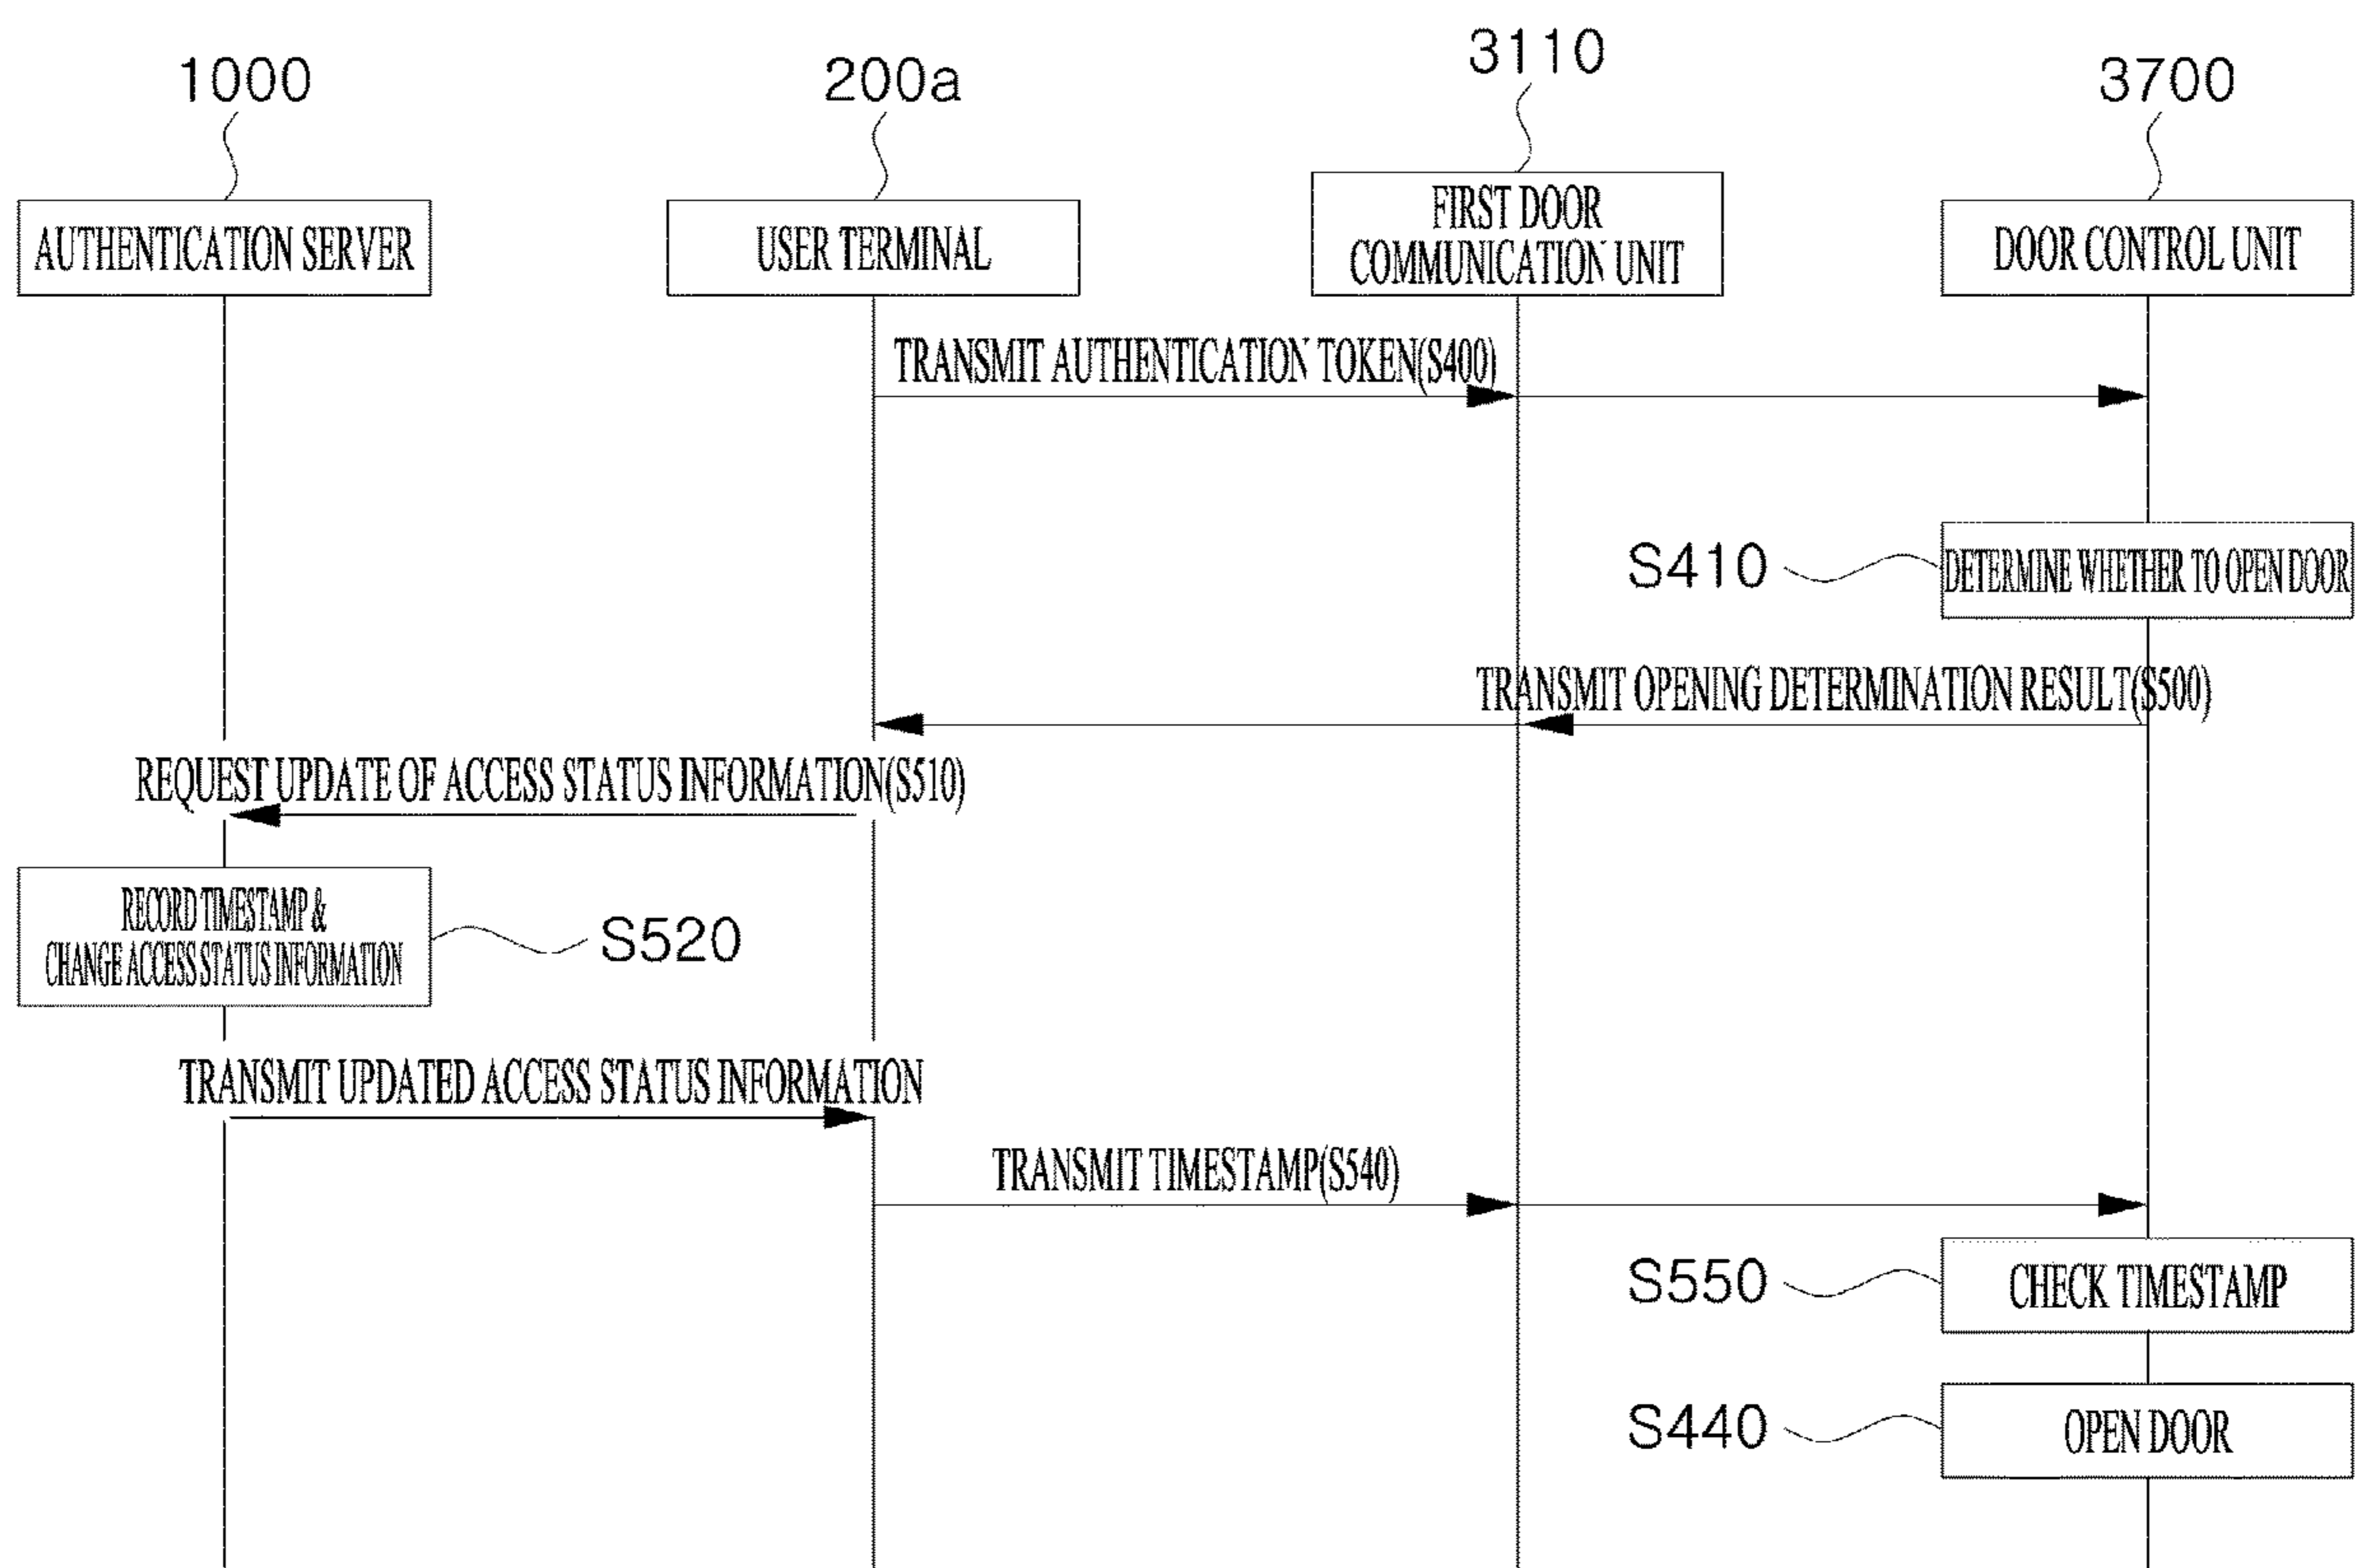 1000
200a
3110
3700
AUTHENTICATION SERVER
USER TERMINAL
FIRST DOOR
COMMUNICATION UNIT
DOOR CONTROL UNIT
TRANSMIT AUTHENTICATION TOKEN(S400)
S410
DETERMINE WHETHER TO OPEN DOOR
TRANSMIT OPENING DETERMINATION RESULT(S500)
REQUEST UPDATE OF ACCESS STATUS INFORMATION(S510)
RECORD TIMESTAMP &
CHANGE ACCESS STATUS INFORMATION
S520
TRANSMIT UPDATED ACCESS STATUS INFORMATION
TRANSMIT TIMESTAMP(S540)
S550
CHECK TIMESTAMP
S440
OPEN DOOR